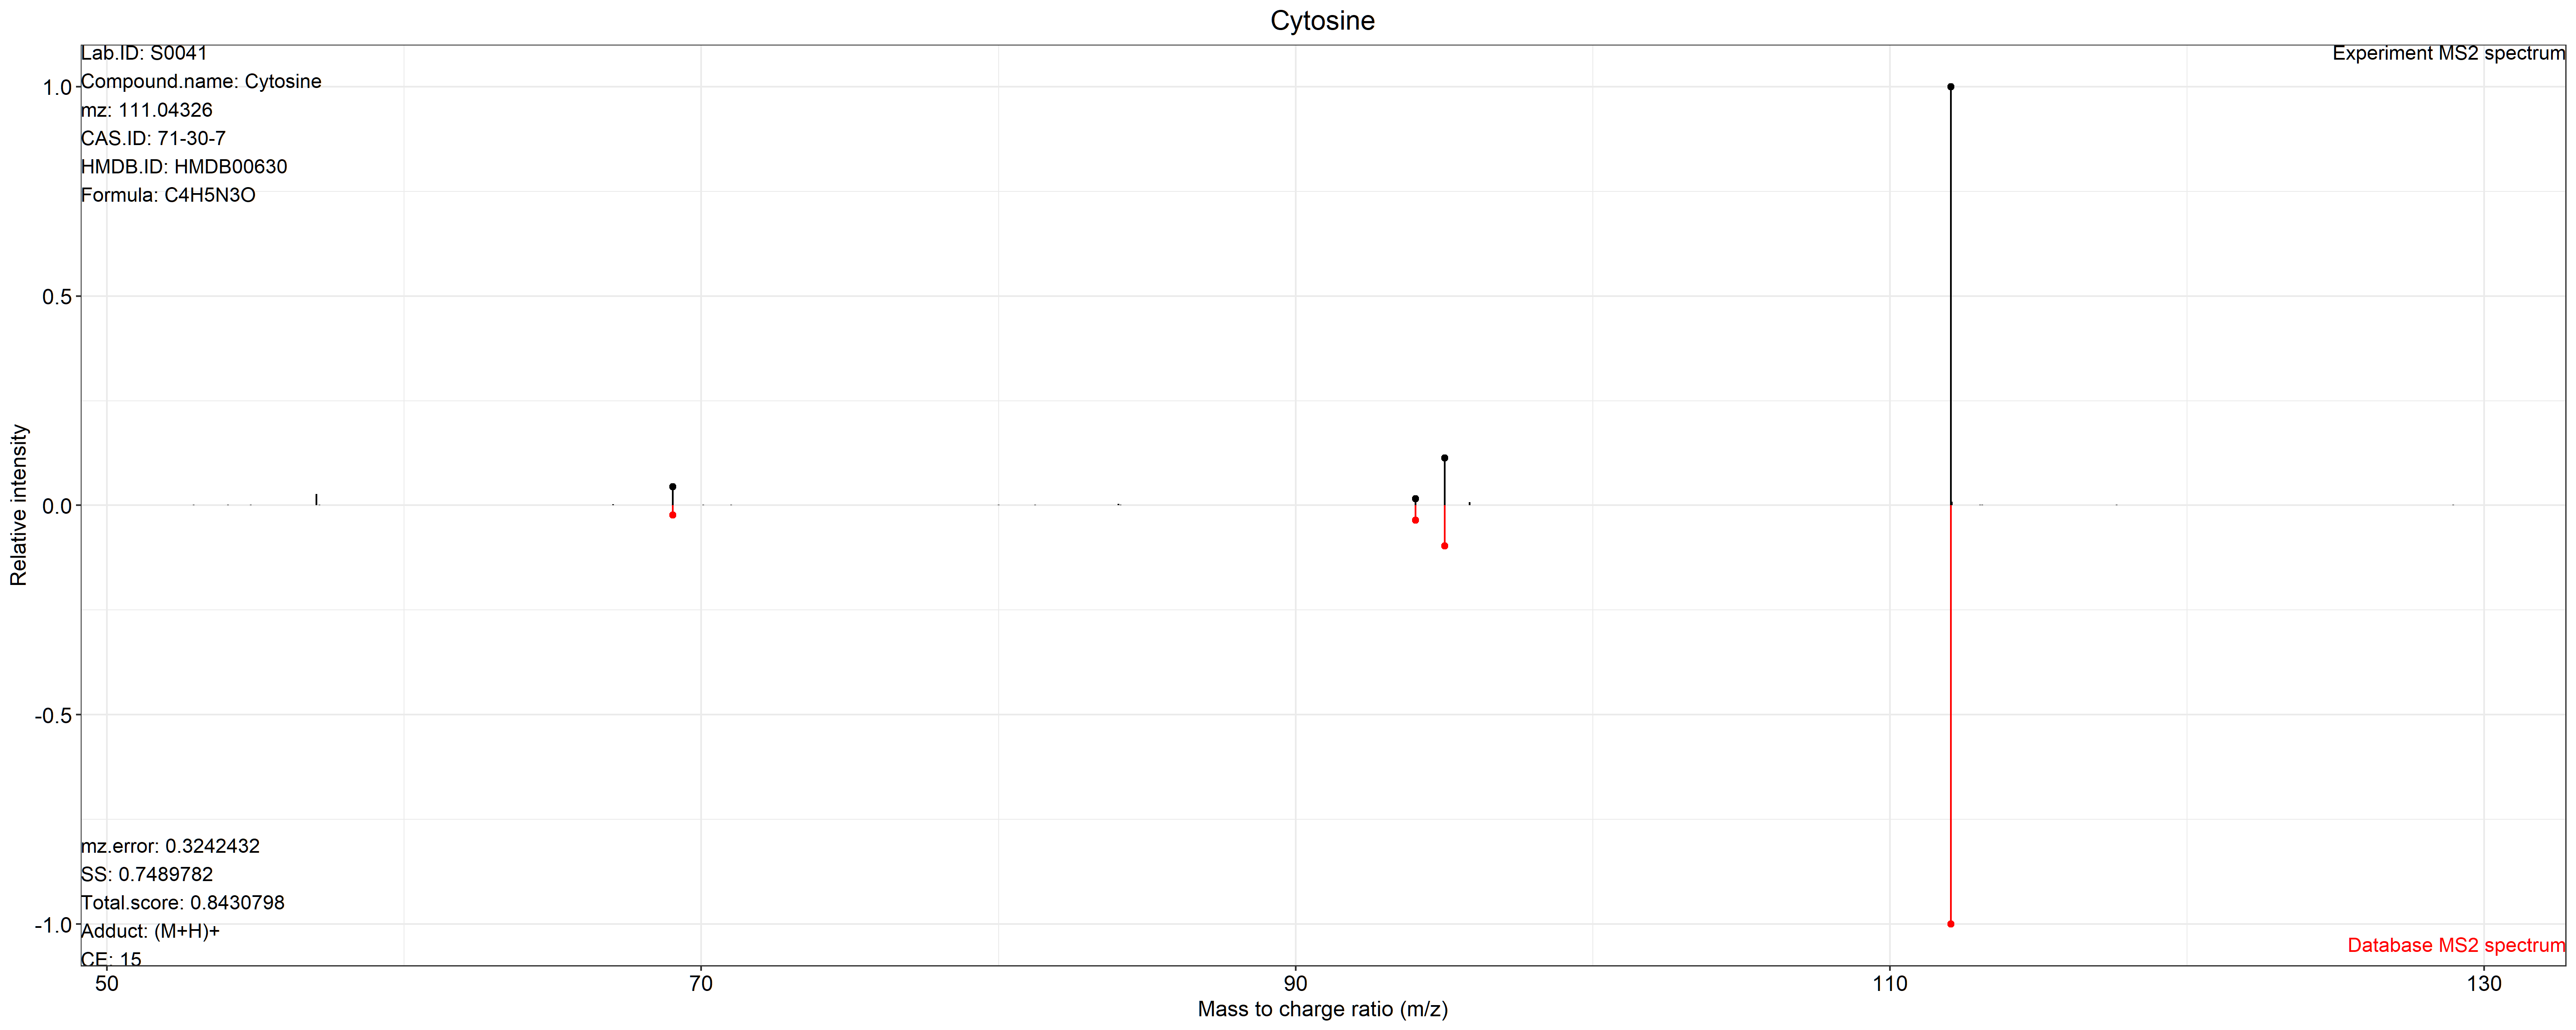 Cytosine
Lab.ID: S0041
Experiment MS2 spectrum
Compound.name: Cytosine
mz: 111.04326
CAS.ID: 71-30-7
HMDB.ID: HMDB00630
Formula: C4H5N3O
1.0
0.5
0.0
-0.5
-1.0
Relative intensity
mz.error: 0.3242432
SS: 0.7489782
Total.score: 0.8430798
Adduct: (M+H)+
CE: 15
Database MS2 spectrum
50 70 90 110 130
Mass to charge ratio (m/z)